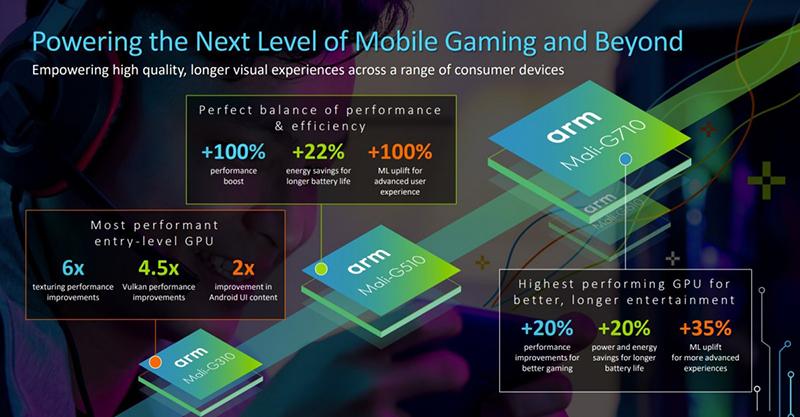 Powering the Next Level of Mobile Gaming and Beyond
Empowering high quality, longer visual experiences across a range of consumer devices
Perfect balance of performance
& efficiency
+100%
performance
boost
+22%
energy savings for
longer battery life
+100%
ML uplift for
advanced user
experience
arm
Mali-G710
arm
Most performant
entry-level GPU
6x
texturing performance
improvements
4.5x
Vulkan performance
improvements
2x
improvement in
Android UI content
arm
Mali-G510
Highest performing GPU for
better, longer entertainment
+20%
performance
improvements for
better gaming
+20%
power and energy
savings for longer
battery life
+35%
ML uplift
for more advanced
experiences
arm
Mali-G310